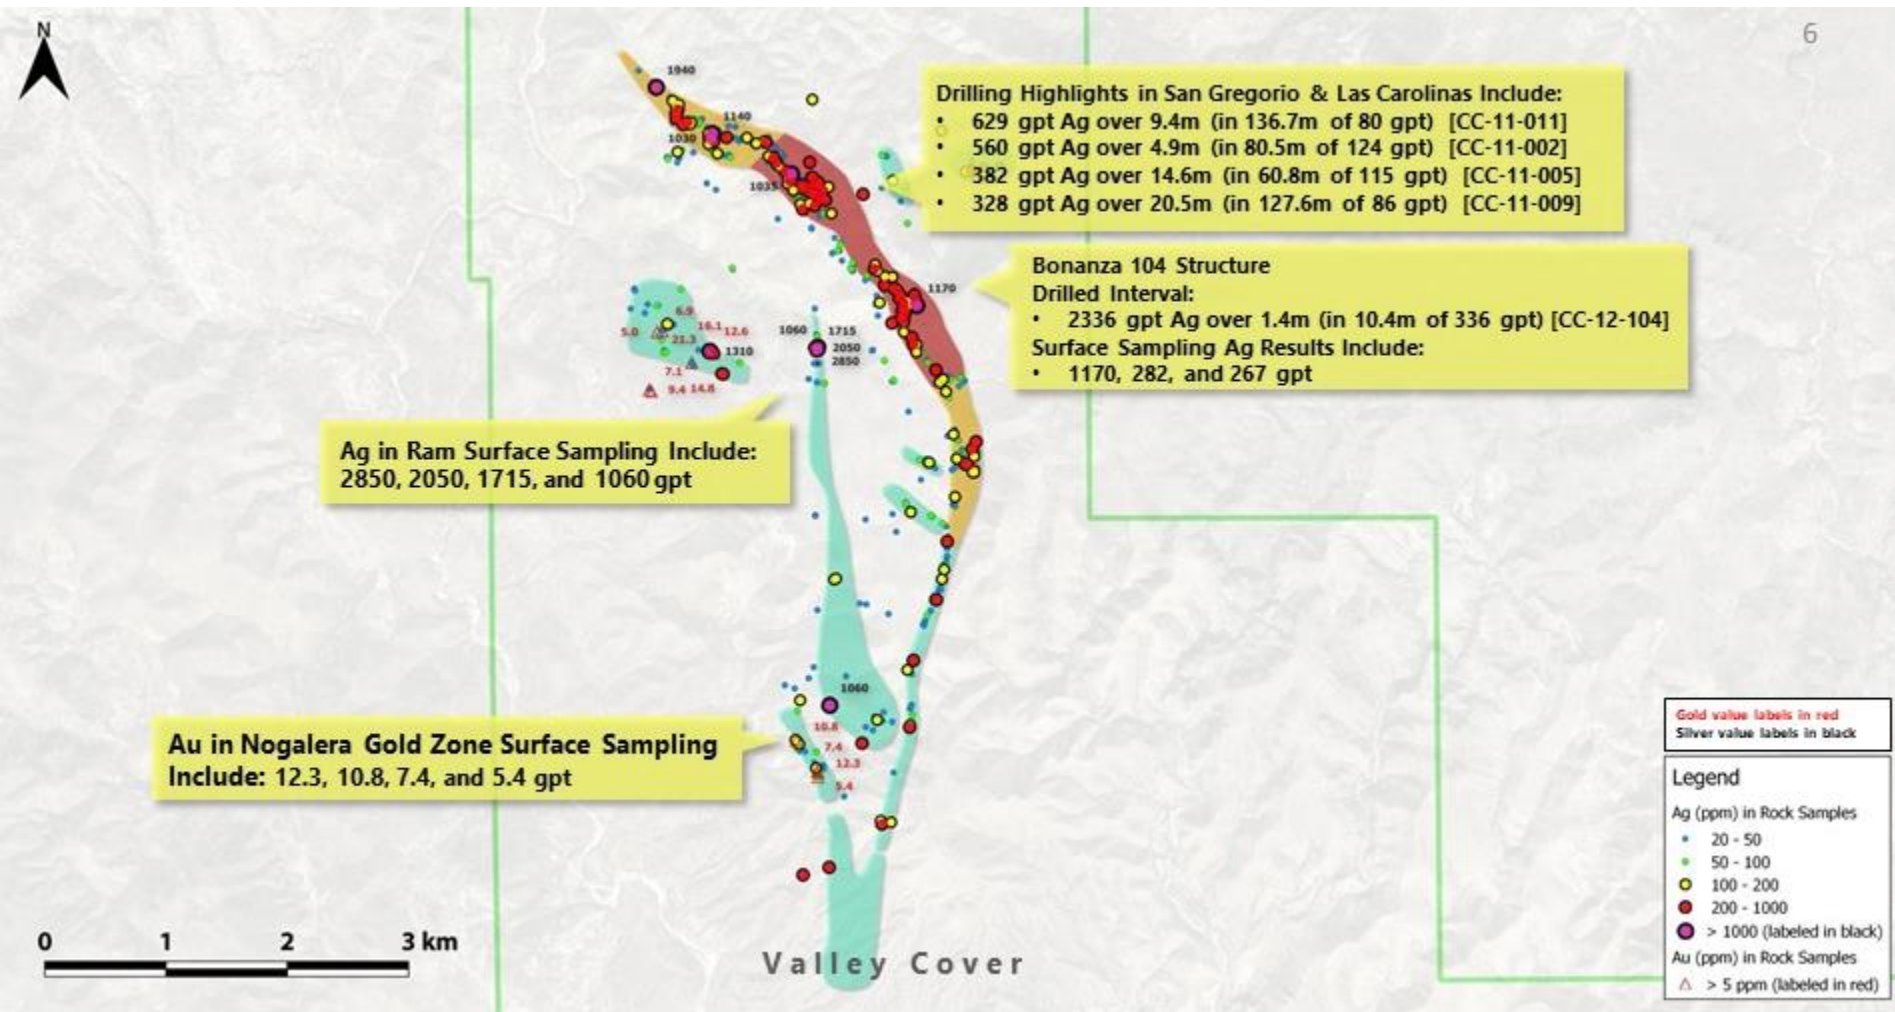 N
6
1940
1140
1030
1035
Drilling Highlights in San Gregorio & Las Carolinas Include:
• 629 gpt Ag over 9.4m (in 136.7m of 80 gpt) [CC-11-011]
• 560 gpt Ag over 4.9m (in 80.5m of 124 gpt) [CC-11-002]
• 382 gpt Ag over 14.6m (in 60.8m of 115 gpt) [CC-11-005]
• 328 gpt Ag over 20.5m (in 127.6m of 86 gpt) [CC-11-009]
Bonanza 104 Structure
Drilled Interval:
• 2336 gpt Ag over 1.4m (in 10.4m of 336 gpt) [CC-12-104]
Surface Sampling Ag Results Include:
• 1170, 282, and 267 gpt
1170
6.9
5.0
16.1 12.6
21.3
1310
7.1
9.4 14.8
1060
1715
2050
2850
Ag in Ram Surface Sampling Include:
2850, 2050, 1715, and 1060 gpt
1060
10.8
7.4
12.3
5.4
Au in Nogalera Gold Zone Surface Sampling
Include: 12.3, 10.8, 7.4, and 5.4 gpt
Valley Cover
0 1 2 3 km
Gold value labels in red
Silver value labels in black
Legend
Ag (ppm) in Rock Samples
20 - 50
50 - 100
100 - 200
200 - 1000
> 1000 (labeled in black)
Au (ppm) in Rock Samples
> 5 ppm (labeled in red)